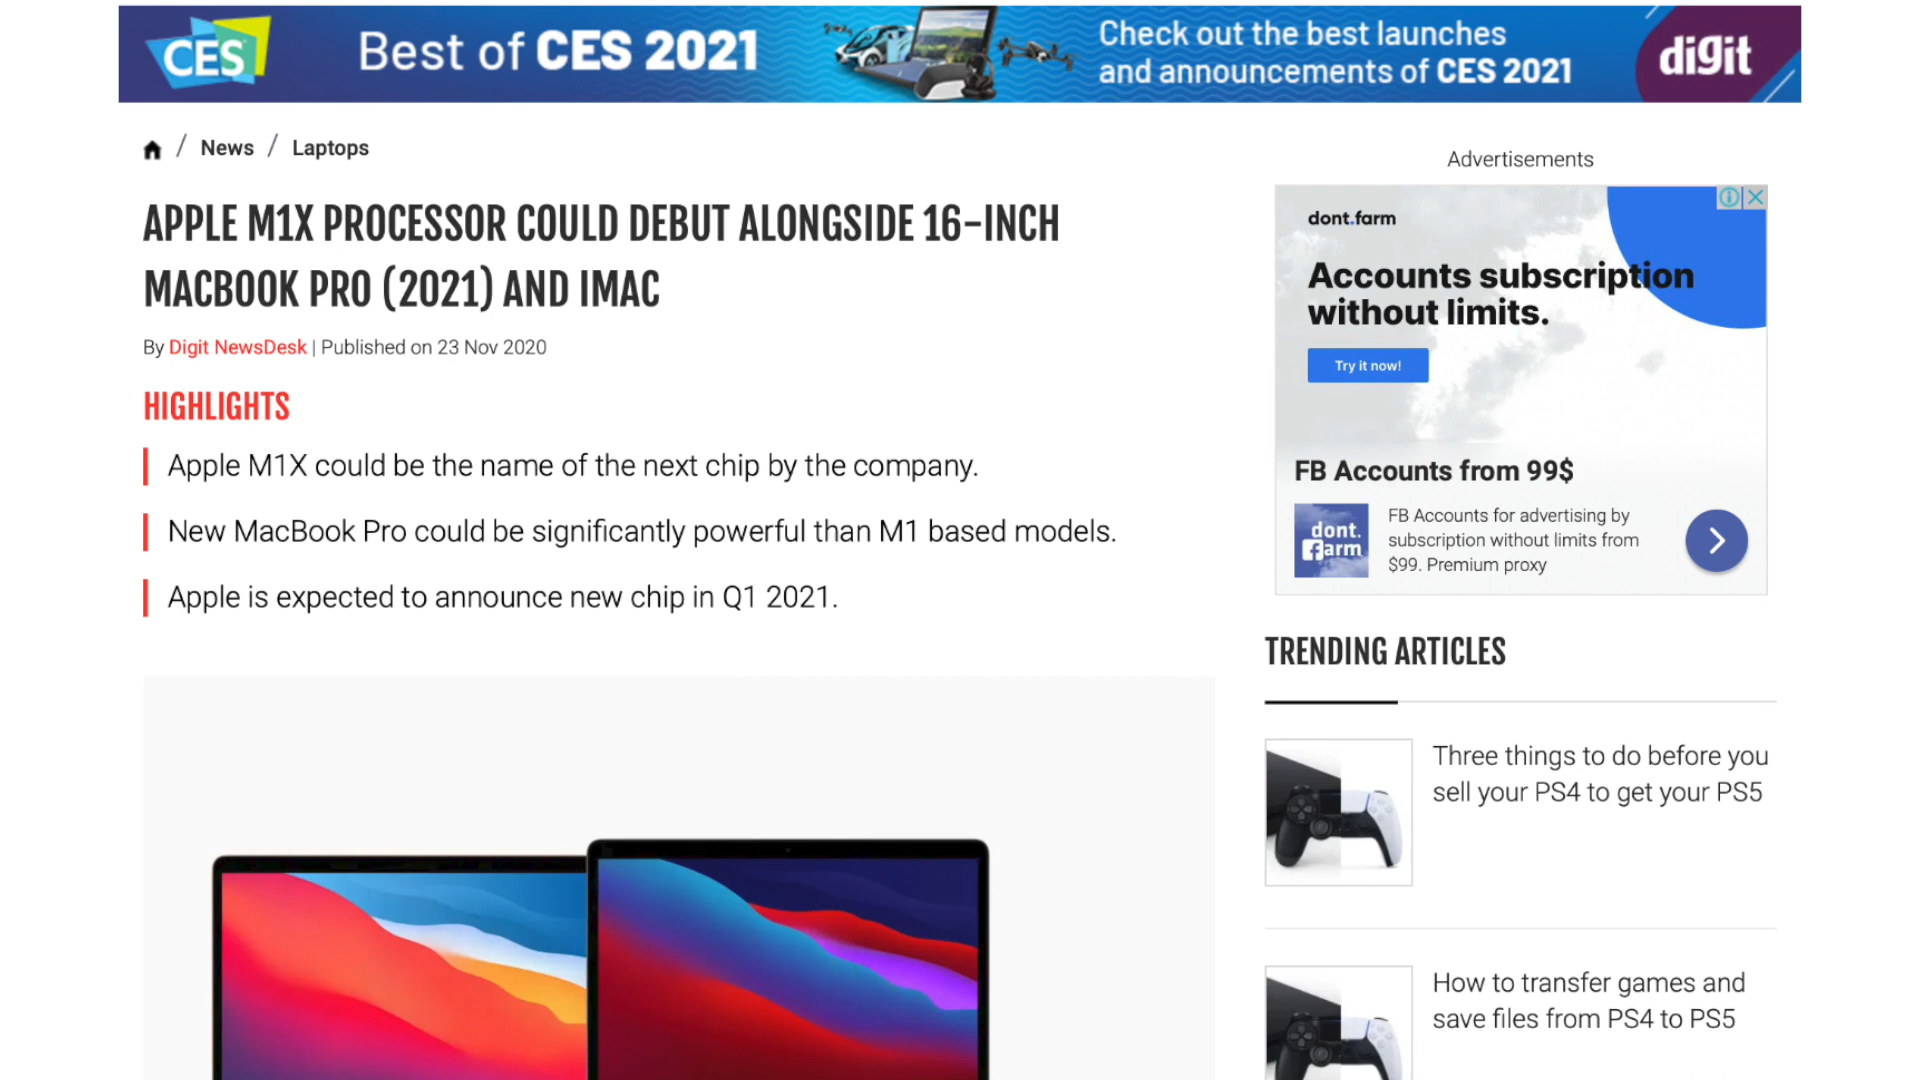 CES
Best of CES 2021
Check out the best launches
and announcements of CES 2021
digit
/ News / Laptops
APPLE M1X PROCESSOR COULD DEBUT ALONGSIDE 16-INCH
MACBOOK PRO (2021) AND IMAC
By Digit NewsDesk | Published on 23 Nov 2020
HIGHLIGHTS
Apple M1X could be the name of the next chip by the company.
New MacBook Pro could be significantly powerful than M1 based models.
Apple is expected to announce new chip in Q1 2021.
Advertisements
dont.farm
Accounts subscription
without limits.
Try it now!
FB Accounts from 99$
dont.
farm
FB Accounts for advertising by
subscription without limits from
$99. Premium proxy
TRENDING ARTICLES
Three things to do before you
sell your PS4 to get your PS5
How to transfer games and
save files from PS4 to PS5